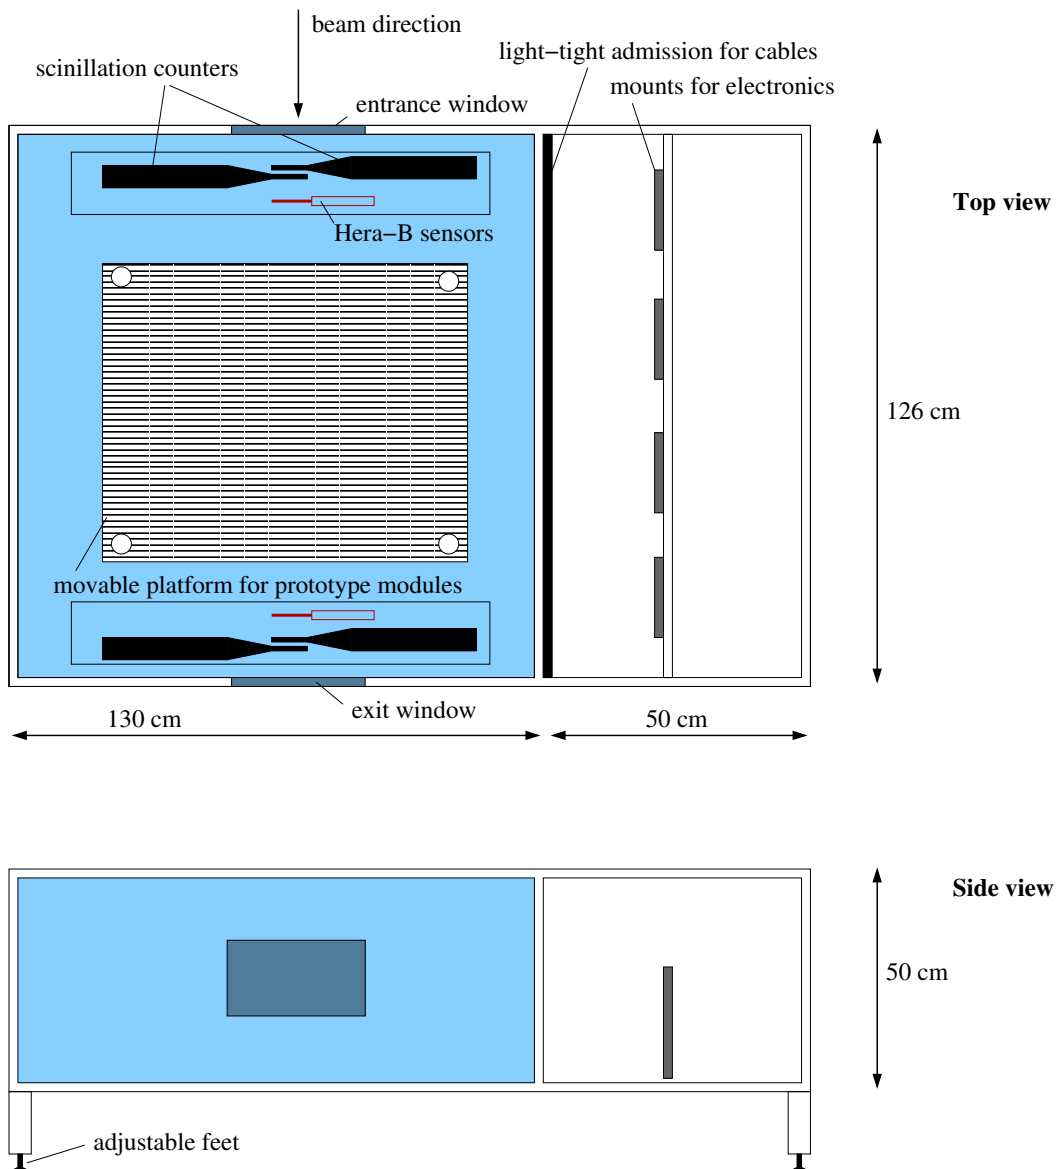 beam direction
light−tight admission for cables
scinillation counters
mounts for electronics
entrance window
Top view
Hera−B sensors
126 cm
movable platform for prototype modules
exit window
130 cm
50 cm
Side view
50 cm
adjustable feet